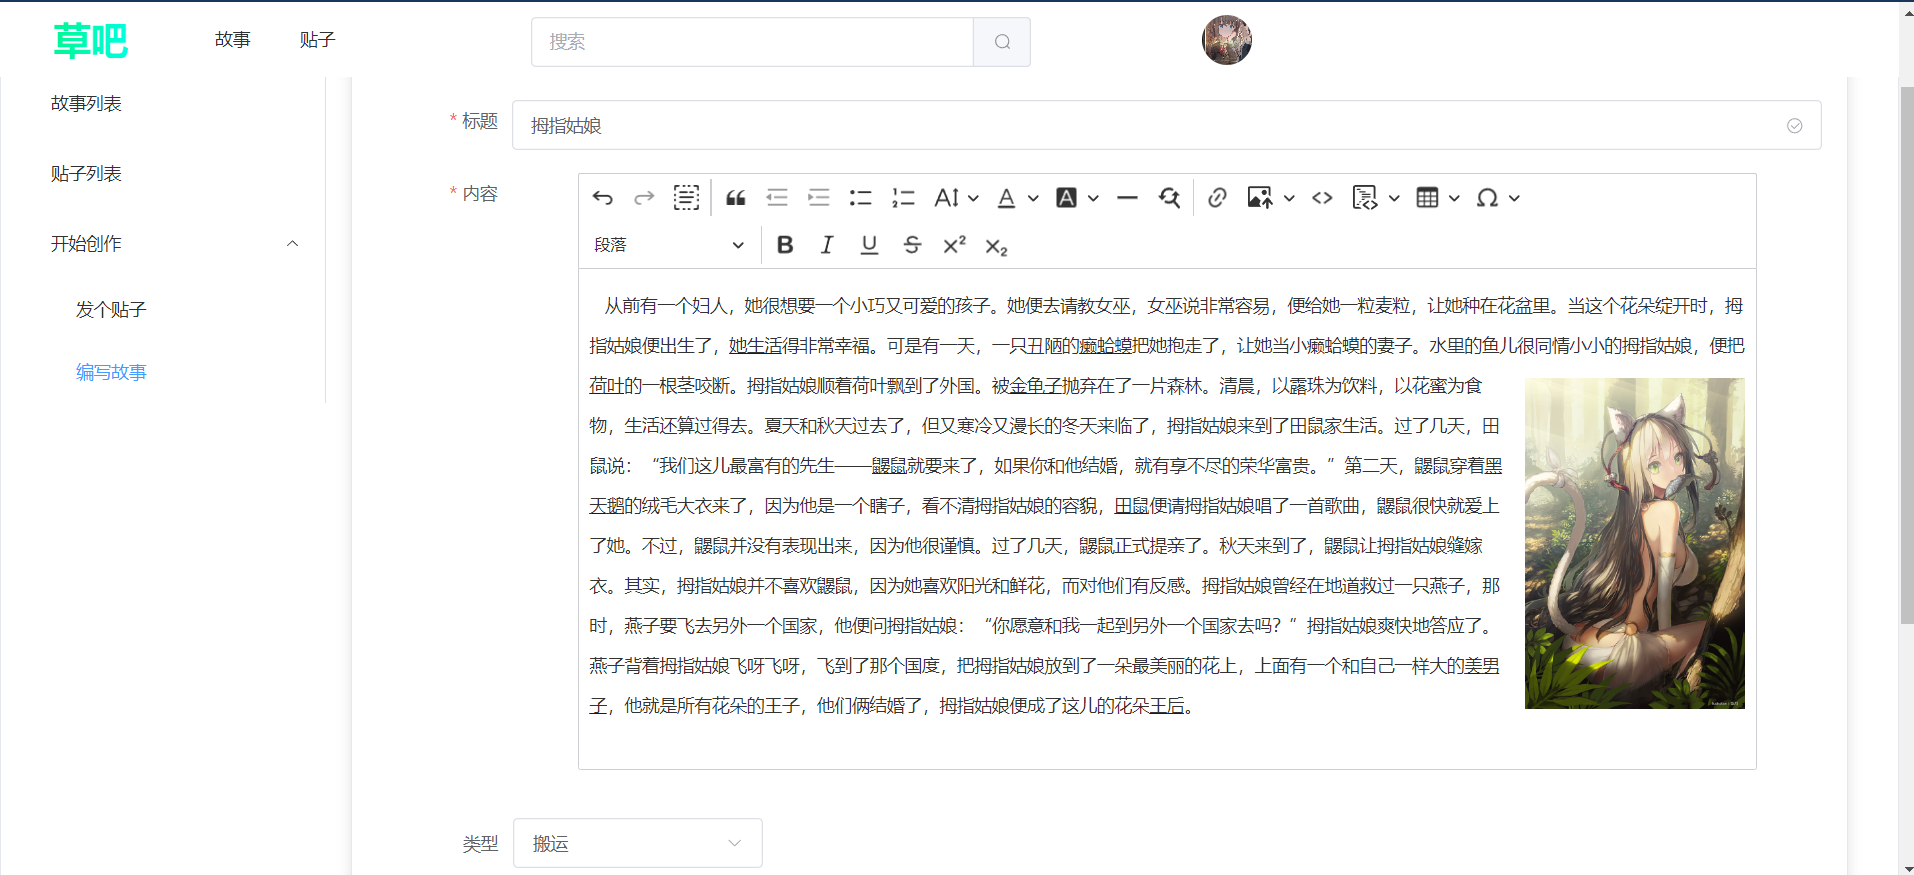 草吧
故事
贴子
搜索
故事列表
贴子列表
开始创作
发个贴子
编写故事
* 标题
拇指姑娘
* 内容
段落
从前有一个妇人，她很想要一个小巧又可爱的孩子。她便去请教女巫，女巫说非常容易，便给她一粒麦粒，让她种在花盆里。当这个花朵绽开时，拇
指姑娘便出生了，她生活得非常幸福。可是有一天，一只丑陋的癞蛤蟆把她抱走了，让她当小癞蛤蟆的妻子。水里的鱼儿很同情小小的拇指姑娘，便把
荷叶的一根茎咬断。拇指姑娘顺着荷叶飘到了外国。被金鱼子抛弃在了一片森林。清晨，以露珠为饮料，以花蜜为食
物，生活还算过得去。夏天和秋天过去了，但又寒冷又漫长的冬天来临了，拇指姑娘来到了田鼠家生活。过了几天，田
鼠说：“我们这儿最富有的先生——鼹鼠就要来了，如果你和他结婚，就有享不尽的荣华富贵。”第二天，鼹鼠穿着黑
天鹅的绒毛大衣来了，因为他是一个瞎子，看不清拇指姑娘的容貌，田鼠便请拇指姑娘唱了一首歌曲，鼹鼠很快就爱上
了她。不过，鼹鼠并没有表现出来，因为他很谨慎。过了几天，鼹鼠正式提亲了。秋天来到了，鼹鼠让拇指姑娘缝嫁
衣。其实，拇指姑娘并不喜欢鼹鼠，因为她喜欢阳光和鲜花，而对他们有反感。拇指姑娘曾经在地道救过一只燕子，那
时，燕子要飞去另外一个国家，他便问拇指姑娘：“你愿意和我一起到另外一个国家去吗？”拇指姑娘爽快地答应了。
燕子背着拇指姑娘飞呀飞呀，飞到了那个国度，把拇指姑娘放到了一朵最美丽的花上，上面有一个和自己一样大的美男
子，他就是所有花朵的王子，他们俩结婚了，拇指姑娘便成了这儿的花朵王后。
类型
搬运